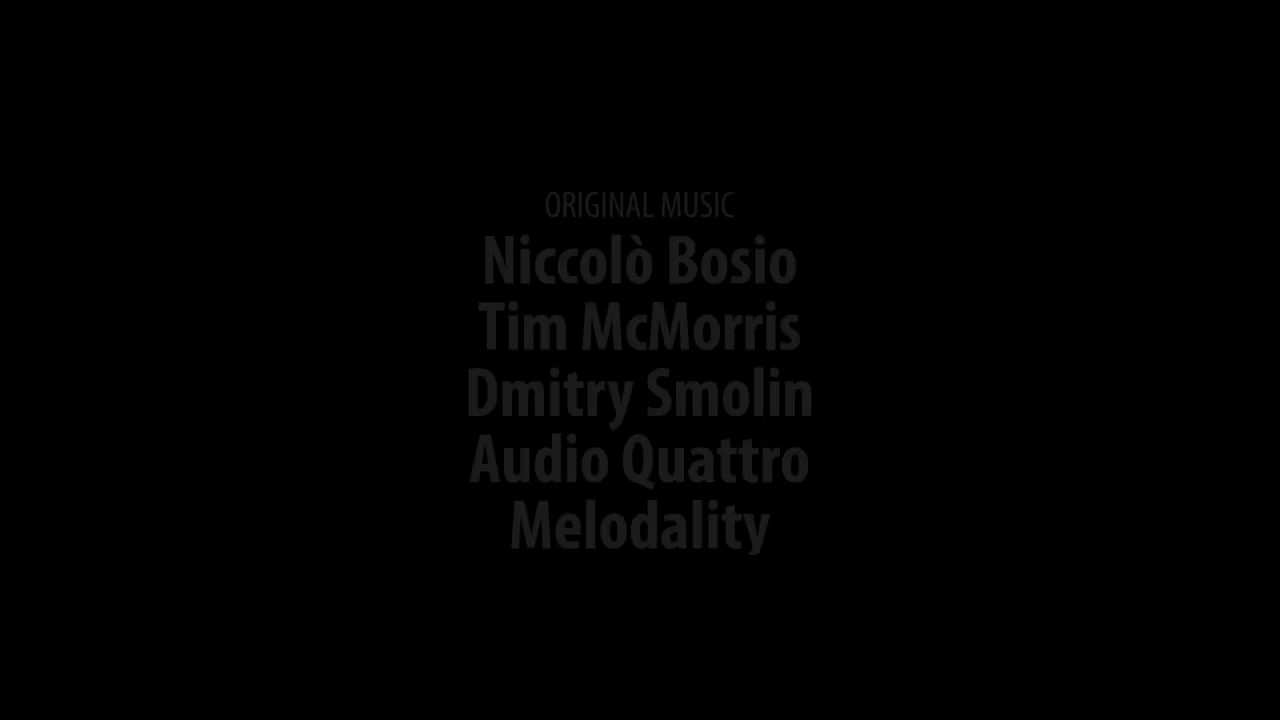 ORIGINAL MUSIC
Niccolò Bosio
Tim McMorris
Dmitry Smolin
Audio Quattro
Melodality